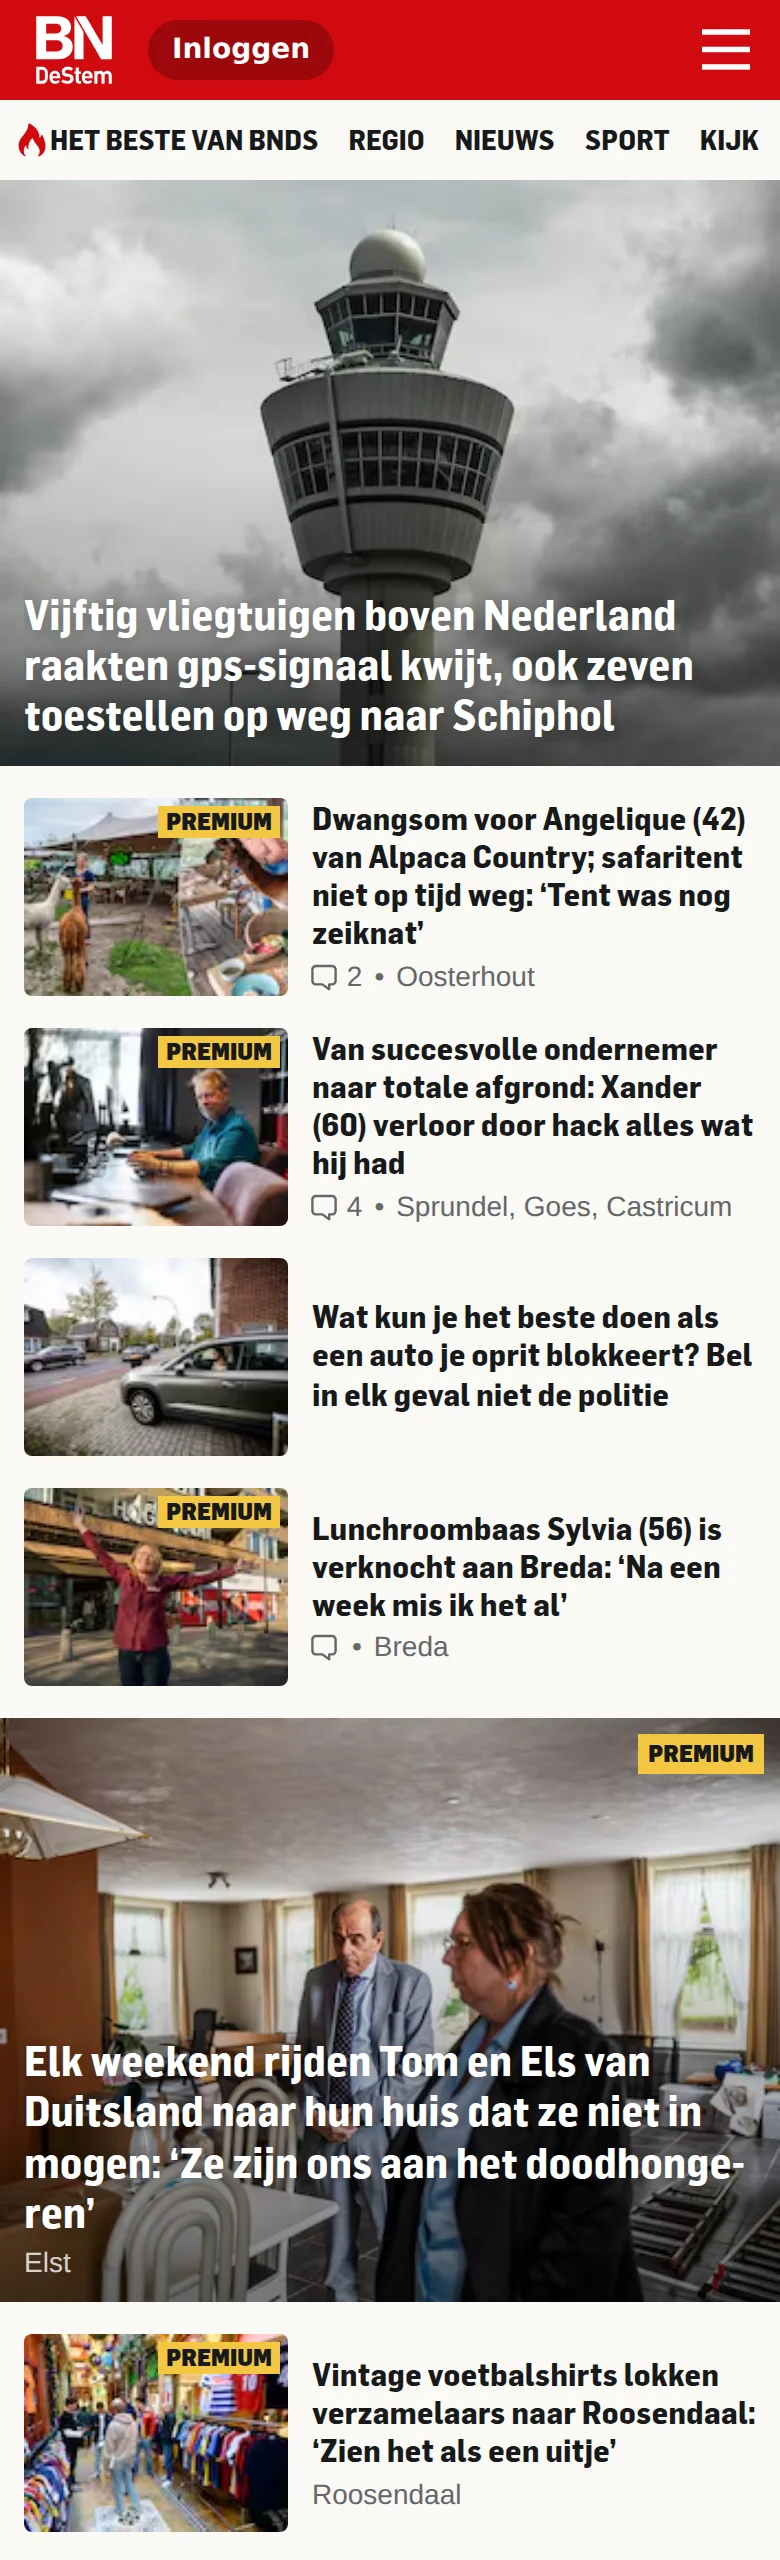 BN
DeStem
Inloggen
HET BESTE VAN BNDS REGIO NIEUWS SPORT KIJK
Vijftig vliegtuigen boven Nederland
raakten gps-signaal kwijt, ook zeven
toestellen op weg naar Schiphol
PREMIUM
Dwangsom voor Angelique (42)
van Alpaca Country; safaritent
niet op tijd weg: ‘Tent was nog
zeiknat’
2 • Oosterhout
PREMIUM
Van succesvolle ondernemer
naar totale afgrond: Xander
(60) verloor door hack alles wat
hij had
4 • Sprundel, Goes, Castricum
Wat kun je het beste doen als
een auto je oprit blokkeert? Bel
in elk geval niet de politie
PREMIUM
Lunchroombaas Sylvia (56) is
verknocht aan Breda: ‘Na een
week mis ik het al’
• Breda
PREMIUM
Elk weekend rijden Tom en Els van
Duitsland naar hun huis dat ze niet in
mogen: ‘Ze zijn ons aan het doodhonge-
ren’
Elst
PREMIUM
Vintage voetbalshirts lokken
verzamelaars naar Roosendaal:
‘Zien het als een uitje’
Roosendaal